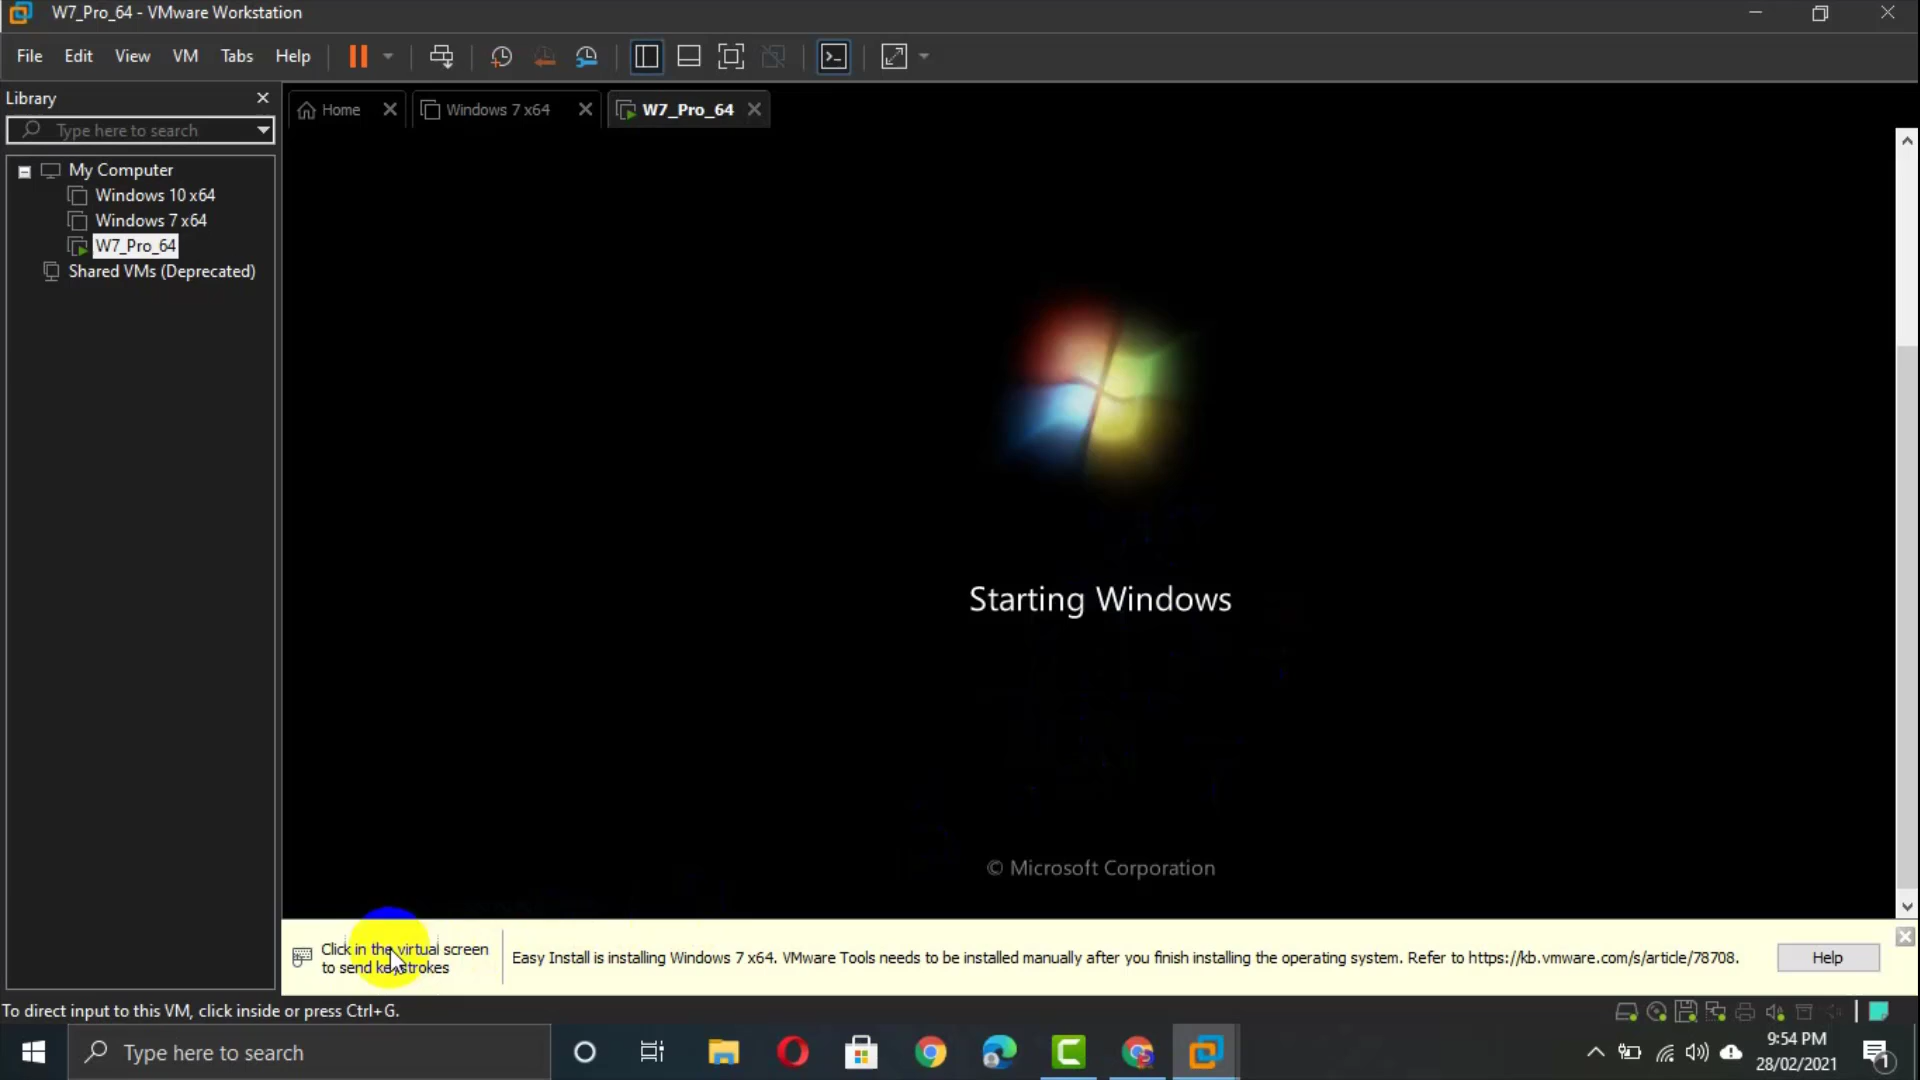 W7_Pro_64 - VMware Workstation
File Edit View VM Tabs Help
Library
Type here to search
My Computer
Windows 10 x64
Windows 7 x64
W7_Pro_64
Shared VMs (Deprecated)
Home
Windows 7 x64
W7_Pro_64
Starting Windows
© Microsoft Corporation
Click in the virtual screen
to send keystrokes
Easy Install is installing Windows 7 x64. VMware Tools needs to be installed manually after you finish installing the operating system. Refer to https://kb.vmware.com/s/article/78708.
Help
To direct input to this VM, click inside or press Ctrl+G.
Type here to search
9:54 PM
28/02/2021
1